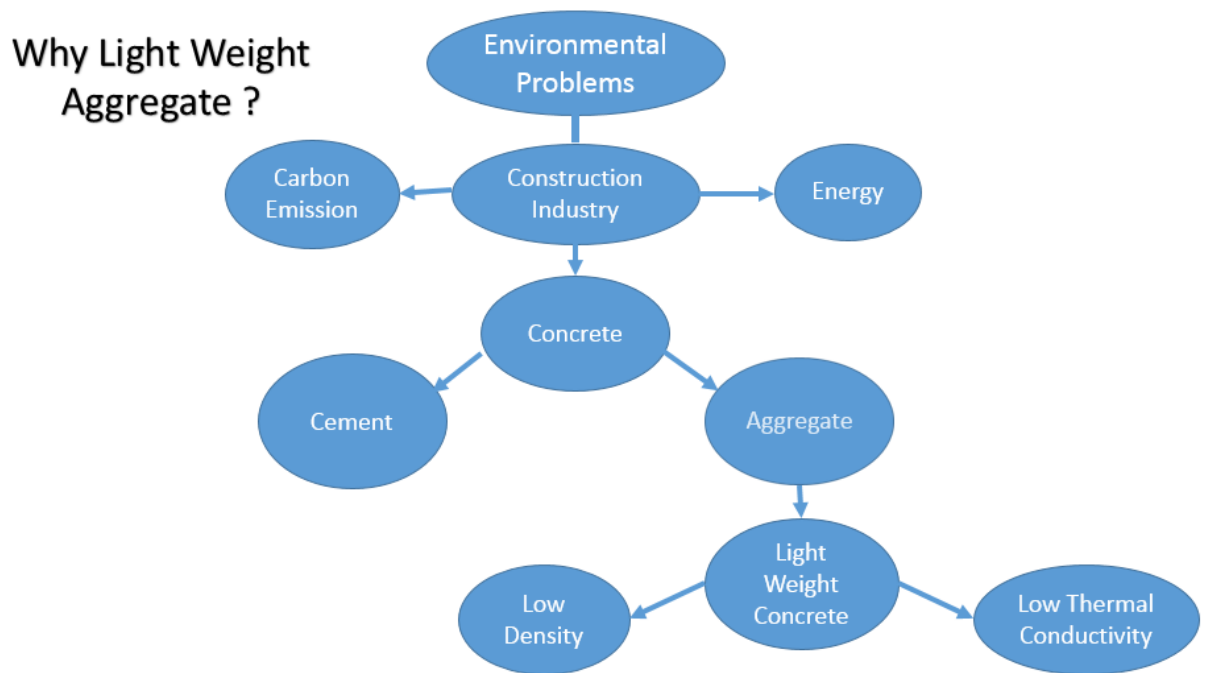 Why Light Weight
Aggregate ?
Environmental
Problems
Carbon
Emission
Construction
Industry
Energy
Concrete
Cement
Aggregate
Light
Weight
Concrete
Low
Density
Low Thermal
Conductivity